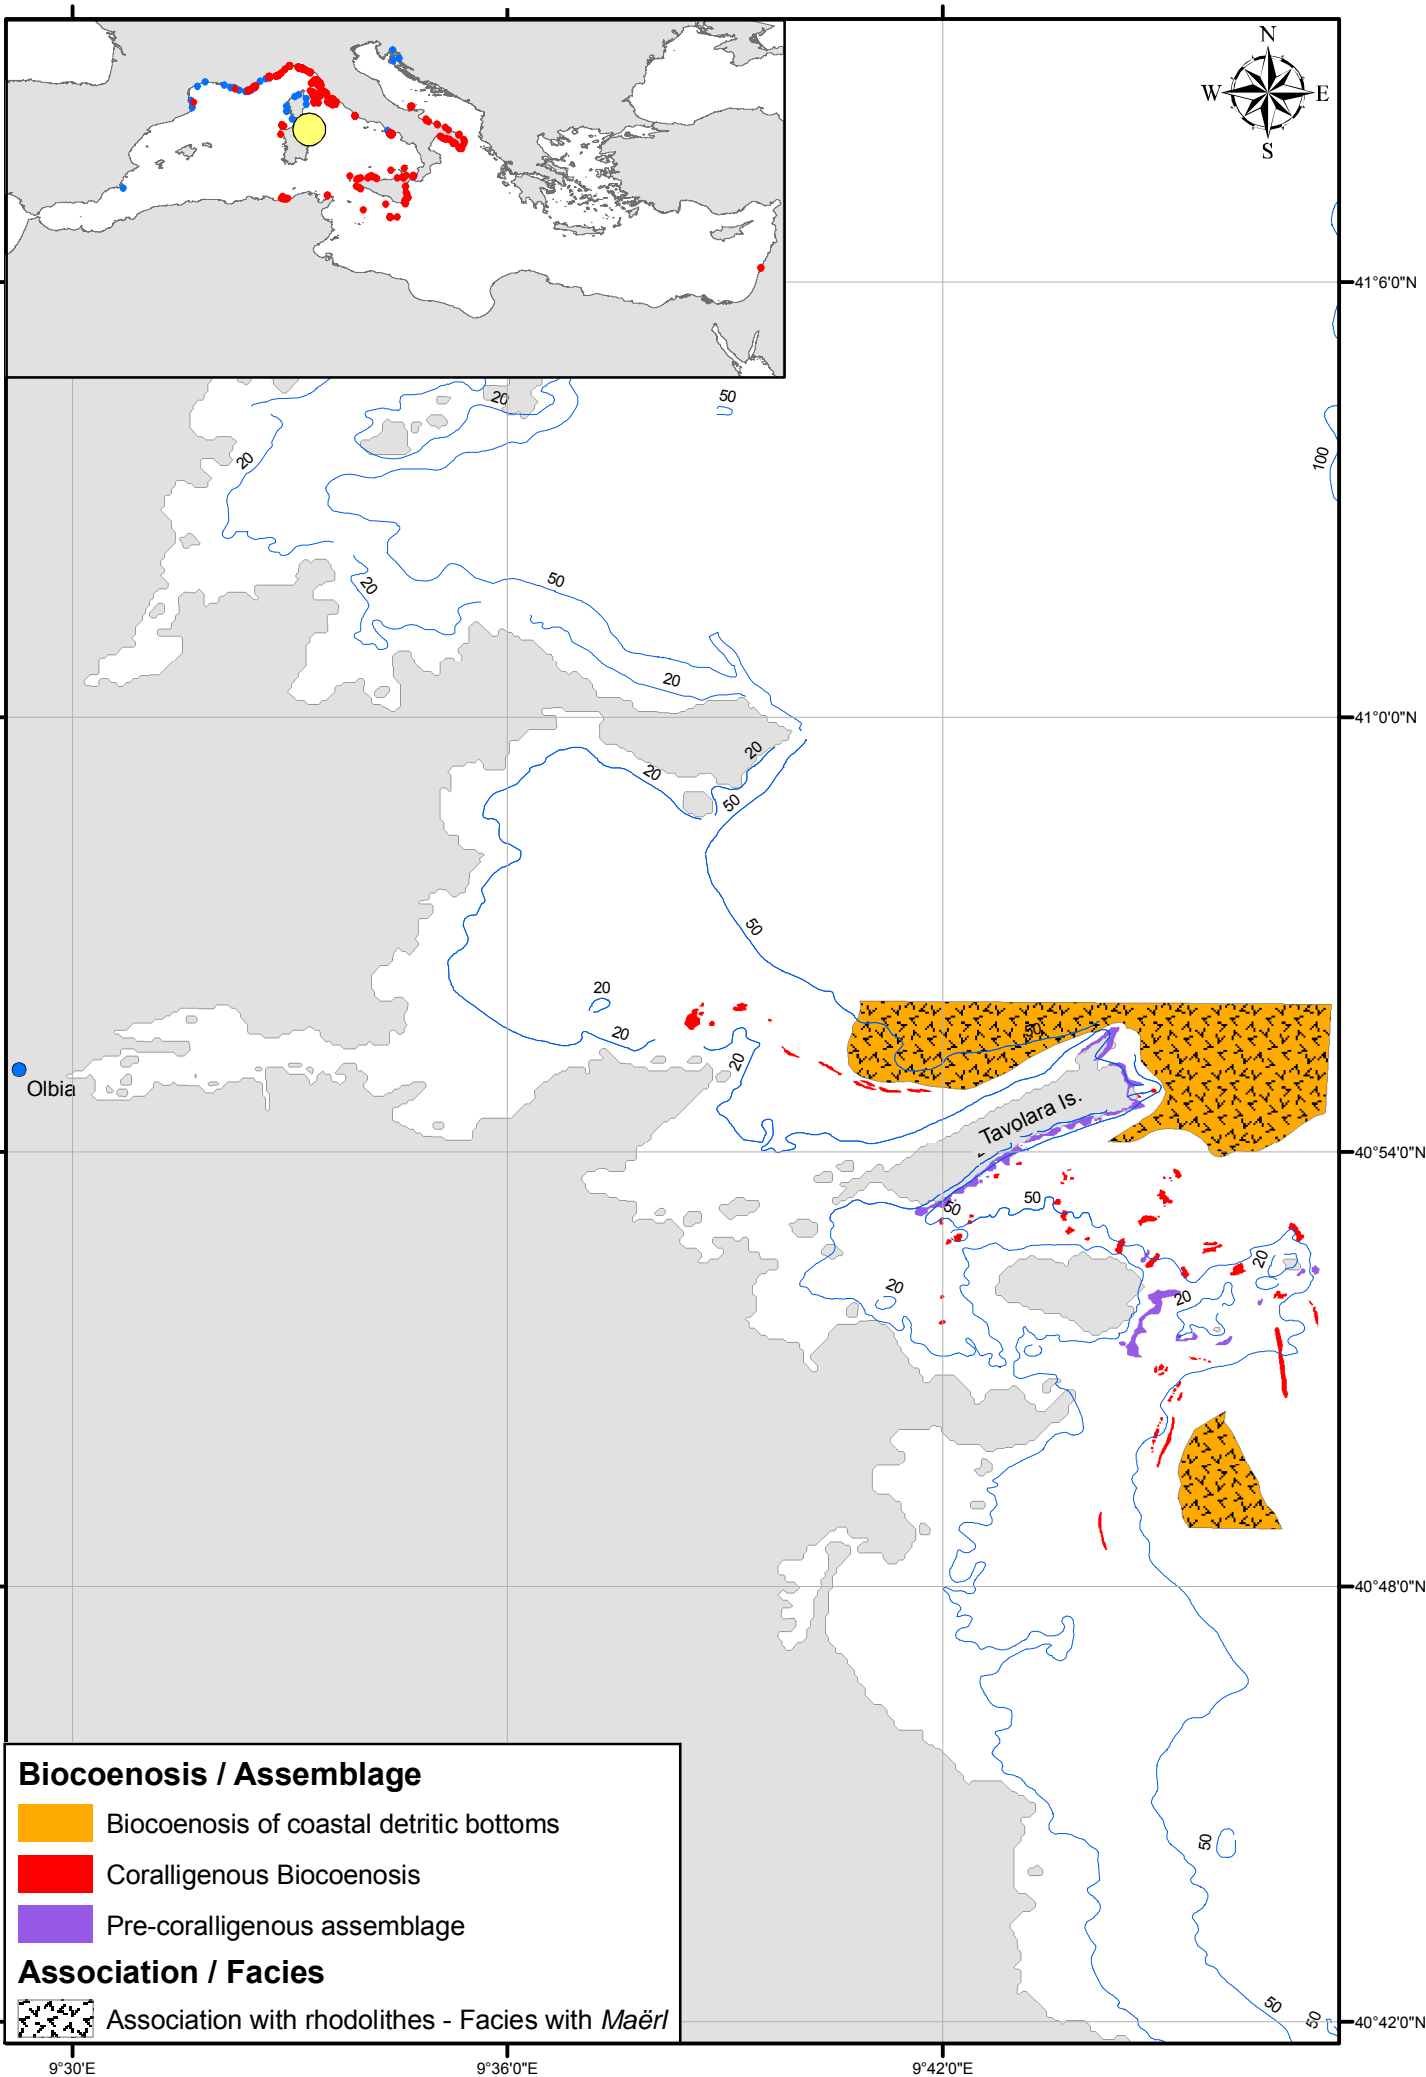 N
W E
S
41°6'0"N
20
50
20
100
50
20
20
41°0'0"N
20
20
50
50
20
20
50
20
Olbia
Tavolara Is.
40°54'0"N
50
50
20
20
20
40°48'0"N
50
50
50
40°42'0"N
Biocoenosis / Assemblage
Biocoenosis of coastal detritic bottoms
Coralligenous Biocoenosis
Pre-coralligenous assemblage
Association / Facies
Association with rhodolithes - Facies with Maërl
9°30'0"E
9°36'0"E
9°42'0"E